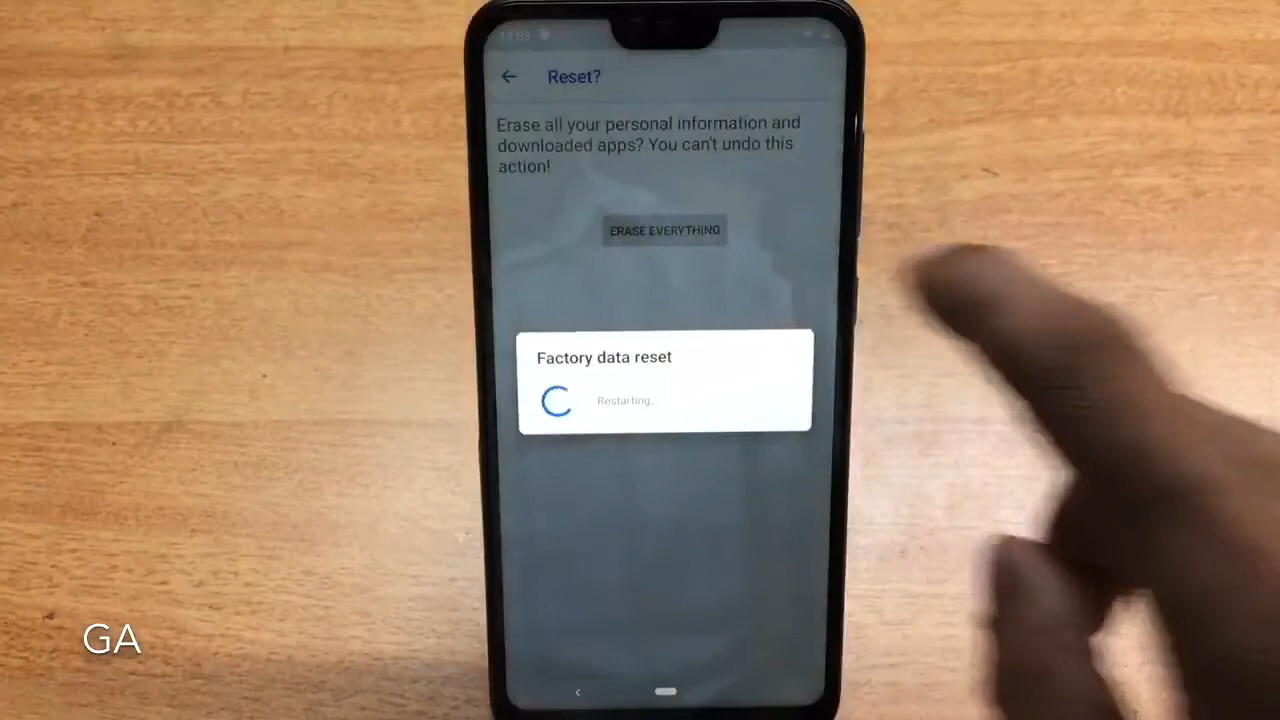 Reset?
Erase all your personal information and
downloaded apps? You can't undo this
action!
ERASE EVERYTHING
Factory data reset
Restarting...
GA